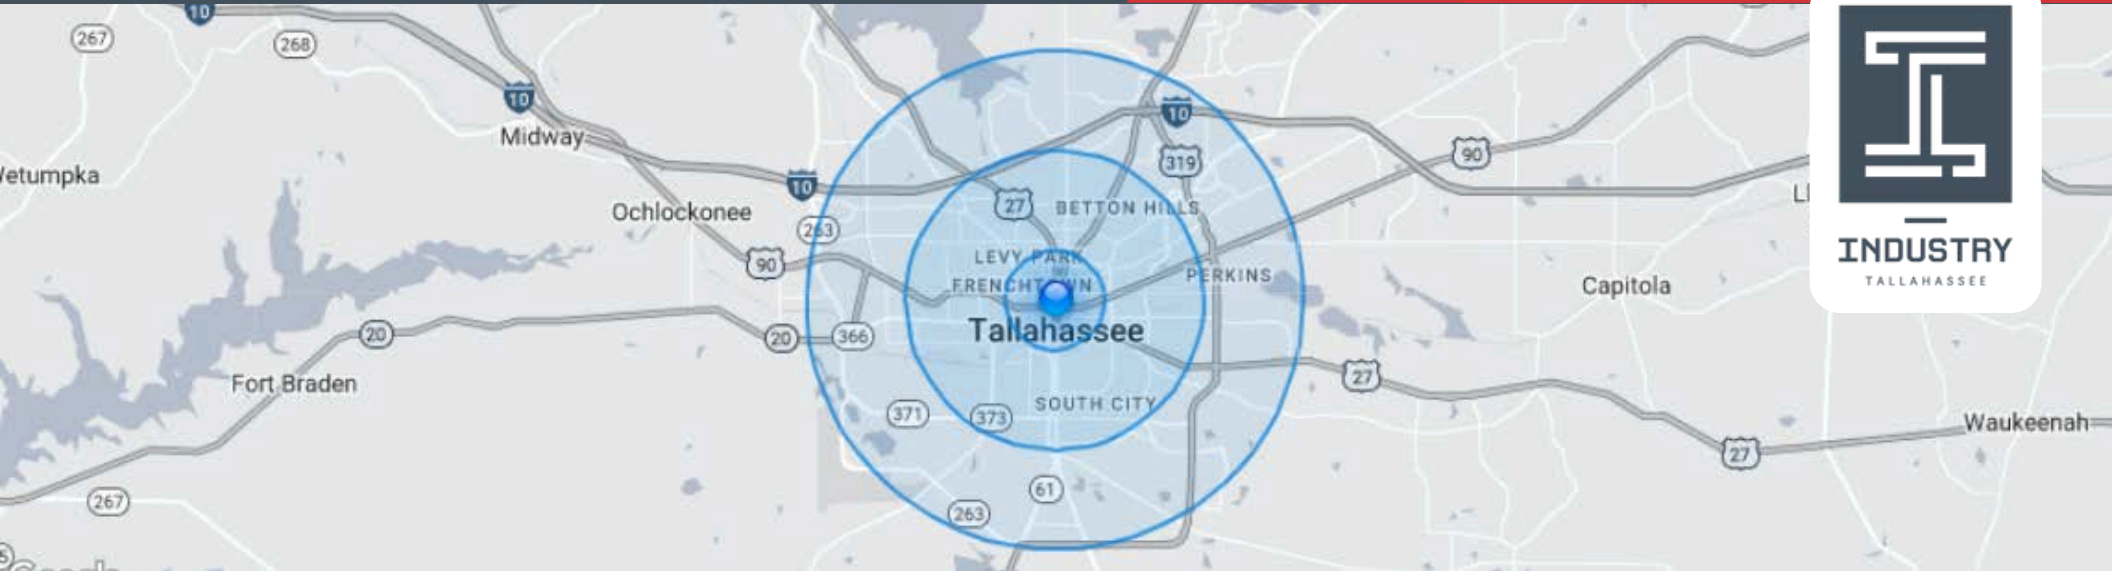 10
267
268
10
10
Midway
319
90
Wetumpka
10
27
BETTON HILLS
Ochlockonee
263
INDUSTRY
TALLAHASSEE
90
LEVY PARK
PERKINS
FRENCHTOWN
Capitola
Tallahassee
20
20
366
27
Fort Braden
SOUTH CITY
371
373
Waukeenah
27
61
267
263
Google